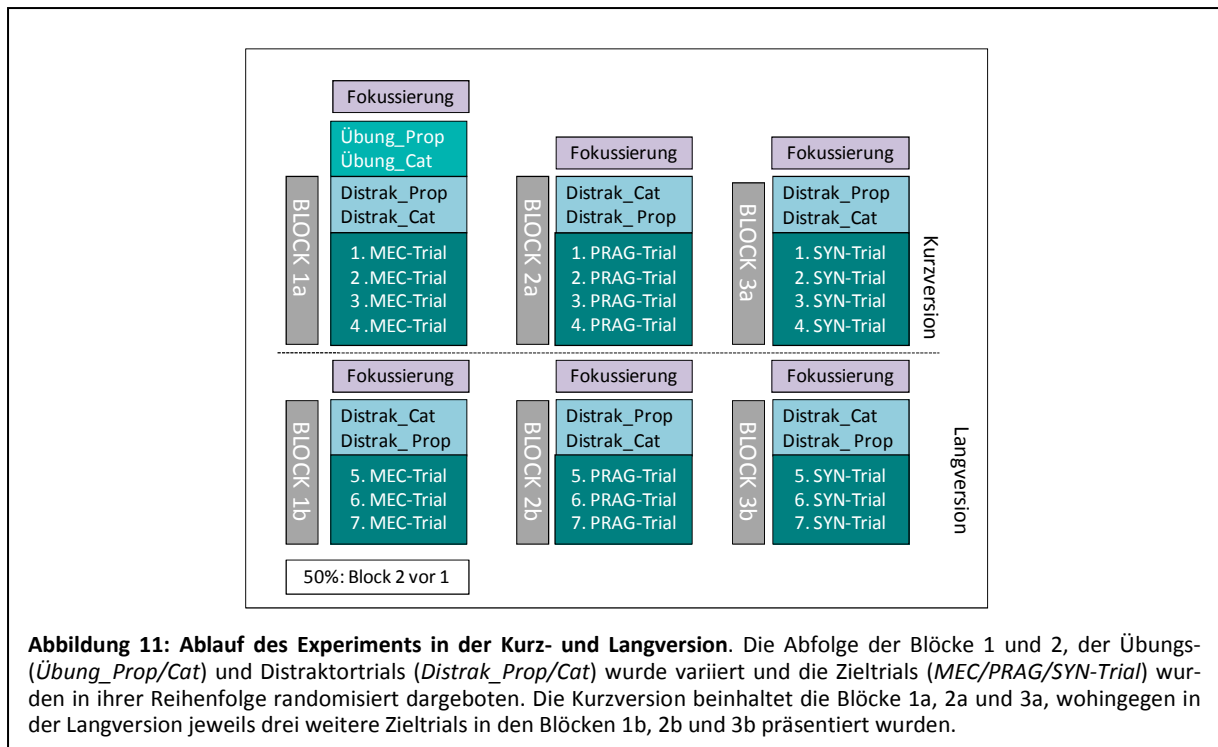 Fokussierung
Übung_Prop
Übung_Cat
BLOCK 1a
Distrak_Prop
Distrak_Cat
1. MEC-Trial
2. MEC-Trial
3 .MEC-Trial
4 .MEC-Trial
Fokussierung
BLOCK 2a
Distrak_Cat
Distrak_Prop
1. PRAG-Trial
2. PRAG-Trial
3. PRAG-Trial
4. PRAG-Trial
Fokussierung
BLOCK 3a
Distrak_Prop
Distrak_Cat
1. SYN-Trial
2. SYN-Trial
3. SYN-Trial
4. SYN-Trial
Kurzversion
Fokussierung
BLOCK 1b
Distrak_Cat
Distrak_ Prop
5. MEC-Trial
6. MEC-Trial
7. MEC-Trial
Fokussierung
BLOCK 2b
Distrak_Prop
Distrak_Cat
5. PRAG-Trial
6. PRAG-Trial
7. PRAG-Trial
Fokussierung
BLOCK 3b
Distrak_Cat
Distrak_ Prop
5. SYN-Trial
6. SYN-Trial
7. SYN-Trial
Langversion
50%: Block 2 vor 1
Abbildung 11: Ablauf des Experiments in der Kurz- und Langversion. Die Abfolge der Blöcke 1 und 2, der Übungs-
(Übung_Prop/Cat) und Distraktortrials (Distrak_Prop/Cat) wurde variiert und die Zieltrials (MEC/PRAG/SYN-Trial) wur-
den in ihrer Reihenfolge randomisiert dargeboten. Die Kurzversion beinhaltet die Blöcke 1a, 2a und 3a, wohingegen in
der Langversion jeweils drei weitere Zieltrials in den Blöcken 1b, 2b und 3b präsentiert wurden.